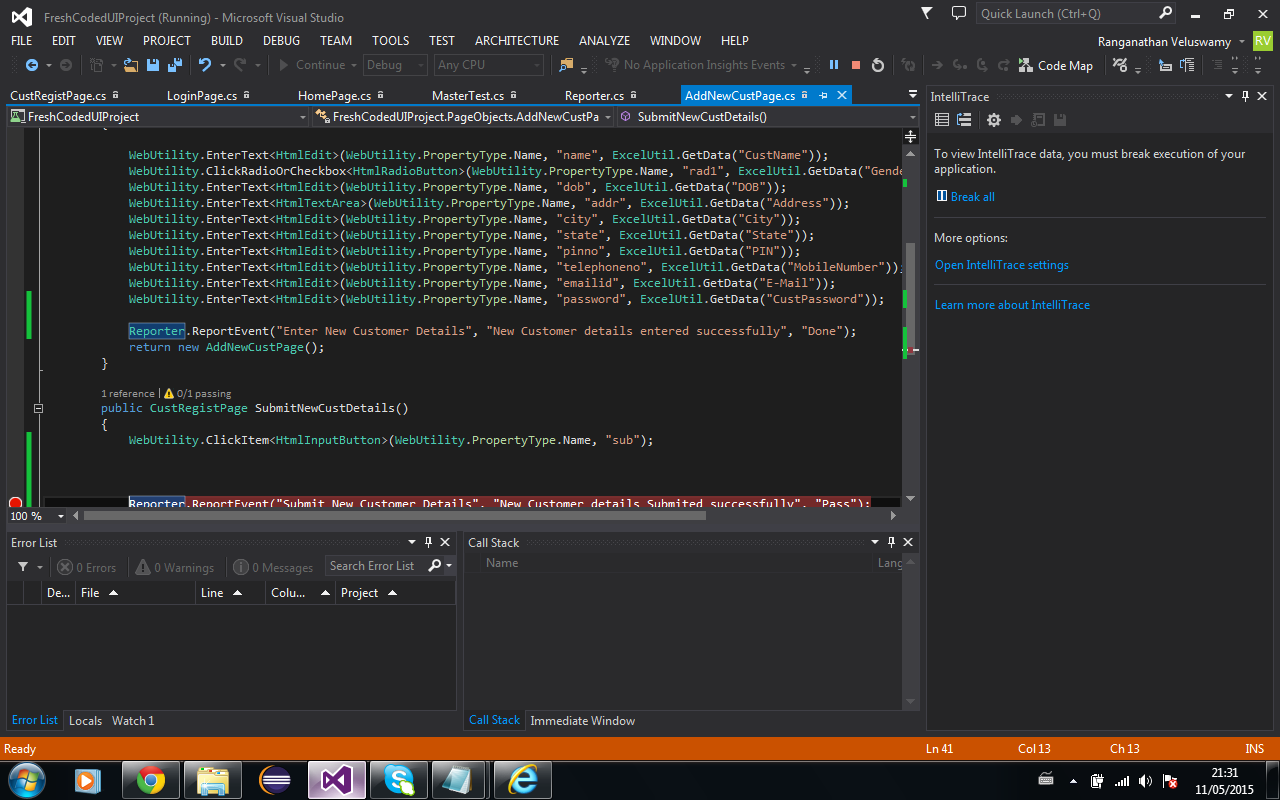 FreshCodedUIProject (Running) - Microsoft Visual Studio
Quick Launch (Ctrl+Q)
FILE EDIT VIEW PROJECT BUILD DEBUG TEAM TOOLS TEST ARCHITECTURE ANALYZE WINDOW HELP
Ranganathan Veluswamy RV
Continue Debug Any CPU No Application Insights Events Code Map
CustRegistPage.cs LoginPage.cs HomePage.cs MasterTest.cs Reporter.cs AddNewCustPage.cs
FreshCodedUIProject FreshCodedUIProject.PageObjects.AddNewCustPa SubmitNewCustDetails()
{
WebUtility.EnterText<HtmlEdit>(WebUtility.PropertyType.Name, "name", ExcelUtil.GetData("CustName"));
WebUtility.ClickRadioOrCheckbox<HtmlRadioButton>(WebUtility.PropertyType.Name, "rad1", ExcelUtil.GetData("Gende
WebUtility.EnterText<HtmlEdit>(WebUtility.PropertyType.Name, "dob", ExcelUtil.GetData("DOB"));
WebUtility.EnterText<HtmlTextArea>(WebUtility.PropertyType.Name, "addr", ExcelUtil.GetData("Address"));
WebUtility.EnterText<HtmlEdit>(WebUtility.PropertyType.Name, "city", ExcelUtil.GetData("City"));
WebUtility.EnterText<HtmlEdit>(WebUtility.PropertyType.Name, "state", ExcelUtil.GetData("State"));
WebUtility.EnterText<HtmlEdit>(WebUtility.PropertyType.Name, "pinno", ExcelUtil.GetData("PIN"));
WebUtility.EnterText<HtmlEdit>(WebUtility.PropertyType.Name, "telephoneno", ExcelUtil.GetData("MobileNumber"));
WebUtility.EnterText<HtmlEdit>(WebUtility.PropertyType.Name, "emailid", ExcelUtil.GetData("E-Mail"));
WebUtility.EnterText<HtmlEdit>(WebUtility.PropertyType.Name, "password", ExcelUtil.GetData("CustPassword"));
Reporter.ReportEvent("Enter New Customer Details", "New Customer details entered successfully", "Done");
return new AddNewCustPage();
}
1 reference | 0/1 passing
public CustRegistPage SubmitNewCustDetails()
{
WebUtility.ClickItem<HtmlInputButton>(WebUtility.PropertyType.Name, "sub");
Reporter.ReportEvent("Submit New Customer Details", "New Customer details Submited successfully", "Pass");
100 %
IntelliTrace
To view IntelliTrace data, you must break execution of your
application.
Break all
More options:
Open IntelliTrace settings
Learn more about IntelliTrace
Error List
0 Errors 0 Warnings 0 Messages Search Error List
De... File Line Colu... Project
Error List Locals Watch 1
Call Stack
Name Lang
Call Stack Immediate Window
Ready Ln 41 Col 13 Ch 13 INS
21:31
11/05/2015